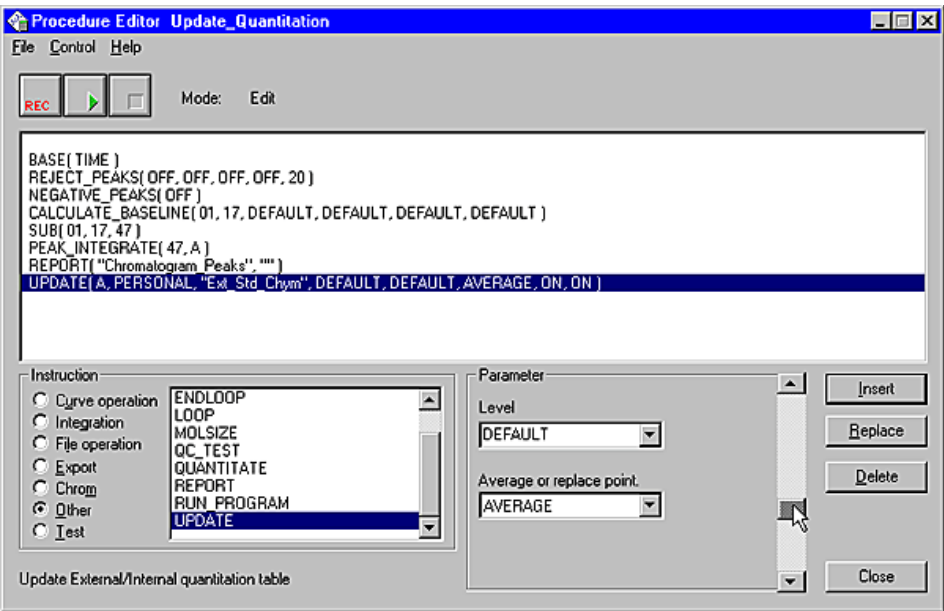 Procedure Editor Update_Quantitation
File Control Help
REC
Mode: Edit
BASE( TIME )
REJECT_PEAKS( OFF, OFF, OFF, OFF, 20 )
NEGATIVE_PEAKS( OFF )
CALCULATE_BASELINE( 01, 17, DEFAULT, DEFAULT, DEFAULT, DEFAULT )
SUB( 01, 17, 47 )
PEAK_INTEGRATE( 47, A )
REPORT( "Chromatogram_Peaks", "" )
UPDATE( A, PERSONAL, "Ext_Std_Chym", DEFAULT, DEFAULT, AVERAGE, ON, ON )
Instruction
Curve operation
Integration
File operation
Export
Chrom
Other
Test
ENDLOOP
LOOP
MOLSIZE
QC_TEST
QUANTITATE
REPORT
RUN_PROGRAM
UPDATE
Parameter
Level
DEFAULT
Average or replace point.
AVERAGE
Insert
Replace
Delete
Update External/Internal quantitation table
Close